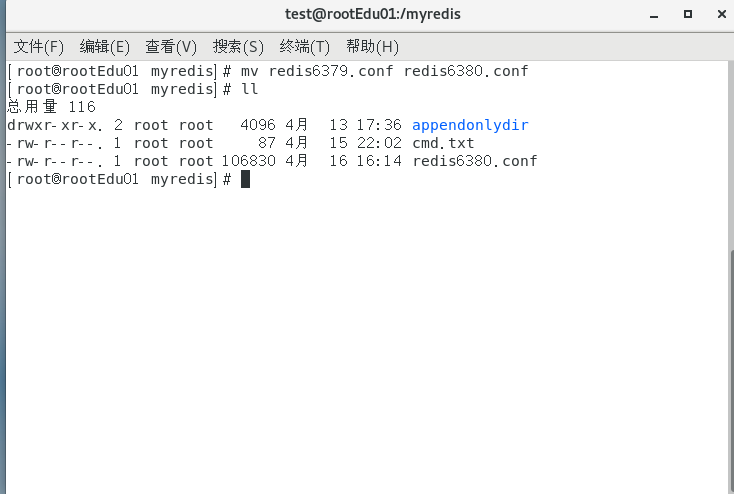 test@rootEdu01:/myredis
文件(F) 编辑(E) 查看(V) 搜索(S) 终端(T) 帮助(H)
[root@rootEdu01 myredis]# mv redis6379.conf redis6380.conf
[root@rootEdu01 myredis]# ll
总用量 116
drwxr-xr-x. 2 root root   4096 4月  13 17:36 appendonlydir
-rw-r--r--. 1 root root     87 4月  15 22:02 cmd.txt
-rw-r--r--. 1 root root 106830 4月  16 16:14 redis6380.conf
[root@rootEdu01 myredis]#